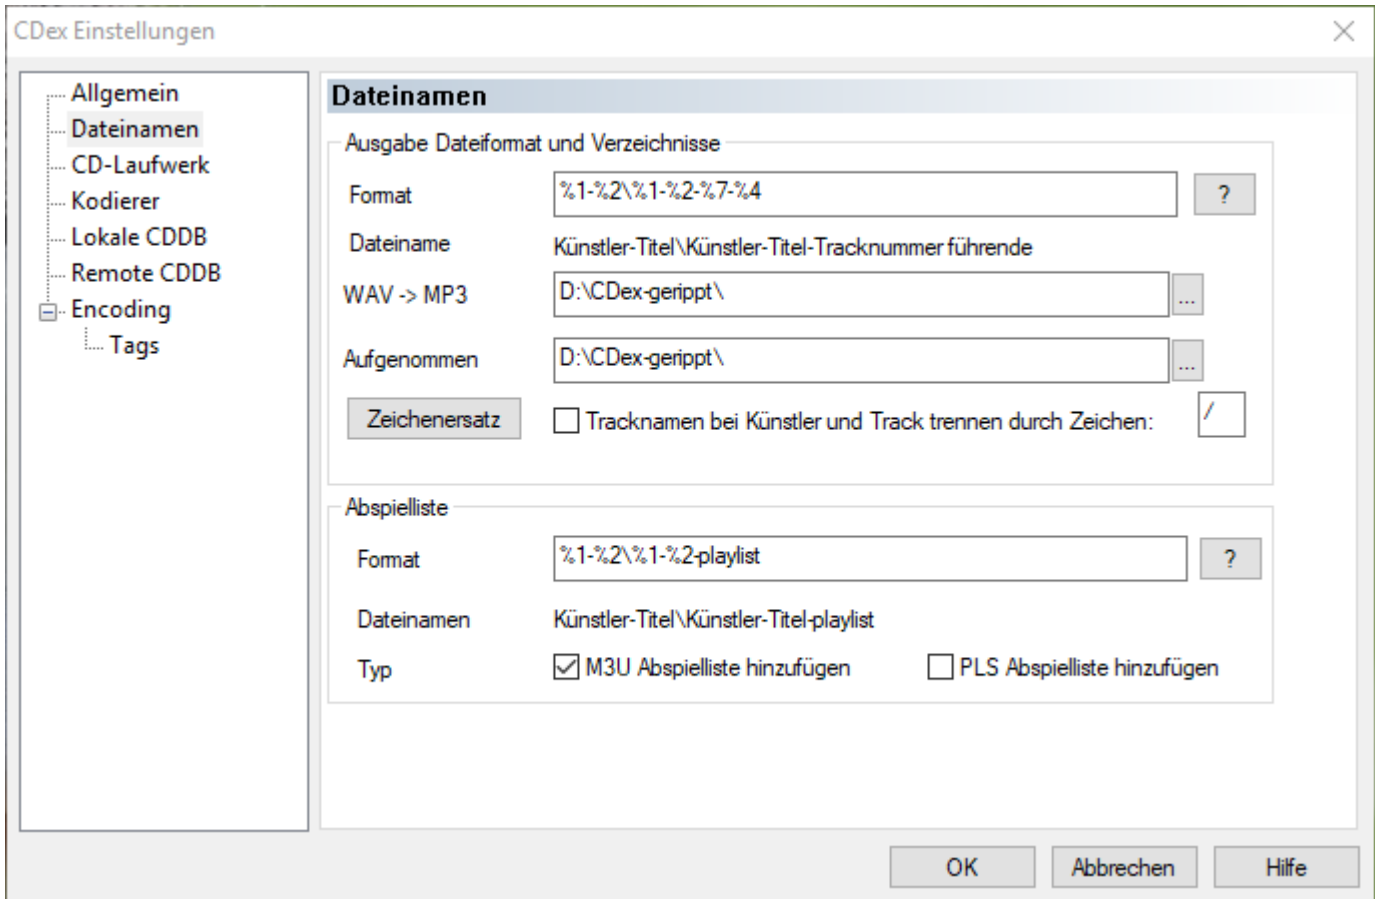 CDex Einstellungen
Allgemein
Dateinamen
CD-Laufwerk
Kodierer
Lokale CDDB
Remote CDDB
Encoding
Tags
Dateinamen
Ausgabe Dateiformat und Verzeichnisse
Format %1-%2\%1-%2-%7-%4 ?
Dateiname Künstler-Titel\Künstler-Titel-Tracknummer führende
WAV -> MP3 D:\CDex-gerippt\ ...
Aufgenommen D:\CDex-gerippt\ ...
Zeichenersatz Tracknamen bei Künstler und Track trennen durch Zeichen: /
Abspielliste
Format %1-%2\%1-%2-playlist ?
Dateinamen Künstler-Titel\Künstler-Titel-playlist
Typ M3U Abspielliste hinzufügen PLS Abspielliste hinzufügen
OK Abbrechen Hilfe